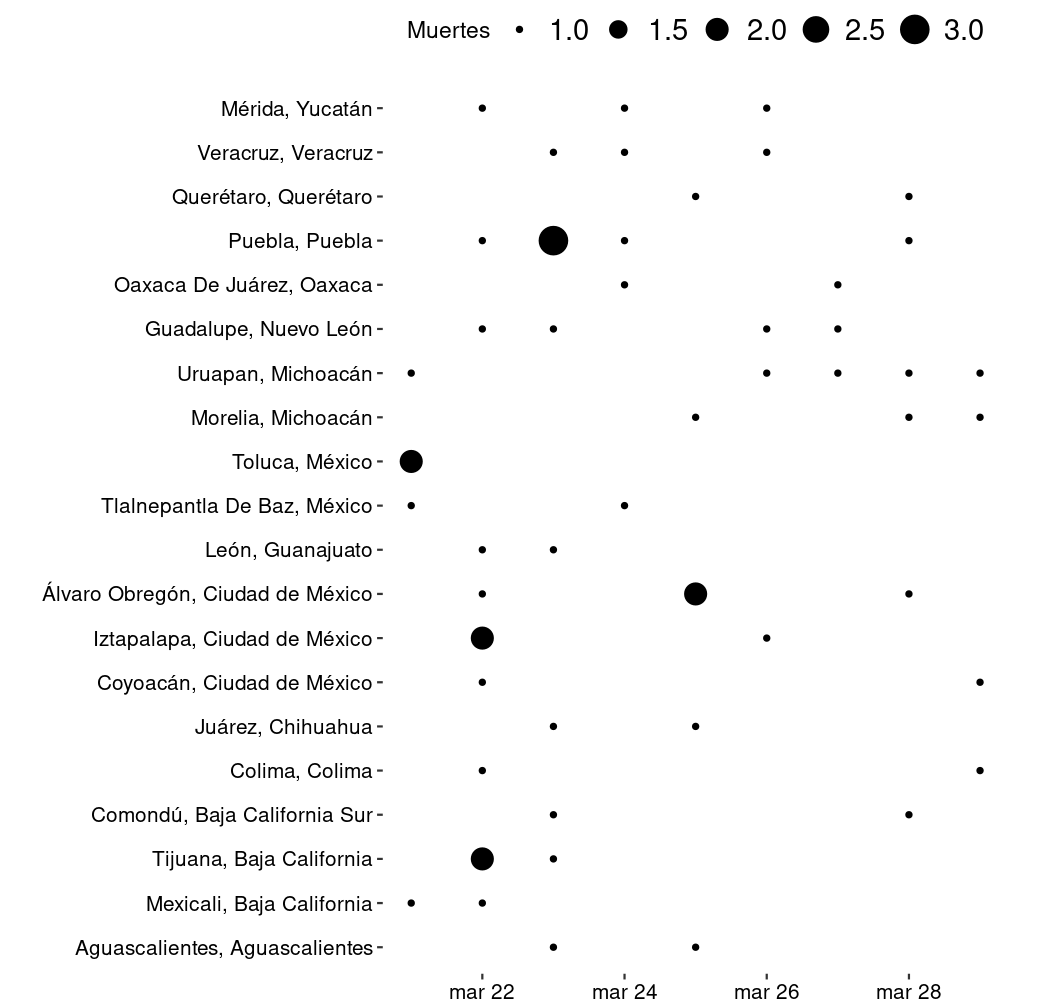 Muertes 1.0 1.5 2.0 2.5 3.0
Mérida, Yucatán
Veracruz, Veracruz
Querétaro, Querétaro
Puebla, Puebla
Oaxaca De Juárez, Oaxaca
Guadalupe, Nuevo León
Uruapan, Michoacán
Morelia, Michoacán
Toluca, México
Tlalnepantla De Baz, México
León, Guanajuato
Álvaro Obregón, Ciudad de México
Iztapalapa, Ciudad de México
Coyoacán, Ciudad de México
Juárez, Chihuahua
Colima, Colima
Comondú, Baja California Sur
Tijuana, Baja California
Mexicali, Baja California
Aguascalientes, Aguascalientes
mar 22 mar 24 mar 26 mar 28